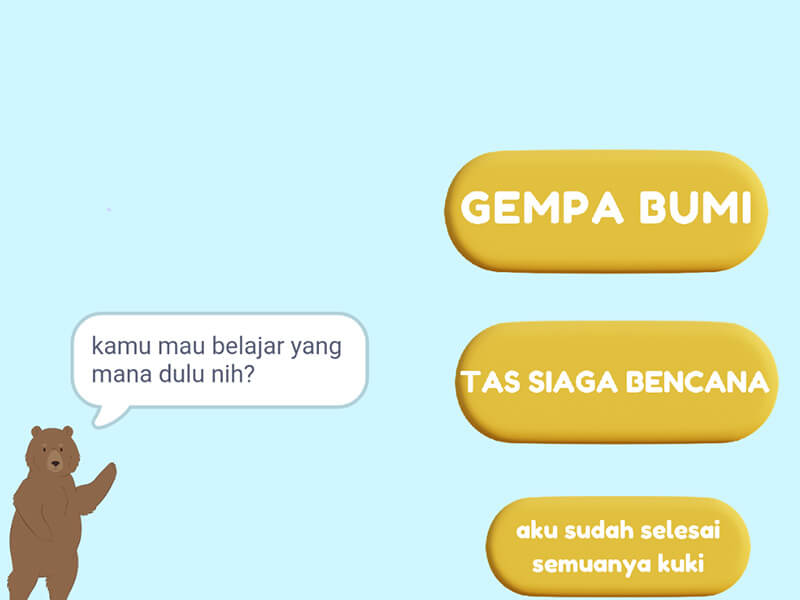 GEMPA BUMI
kamu mau belajar yang
mana dulu nih?
TAS SIAGA BENCANA
aku sudah selesai
semuanya kuki